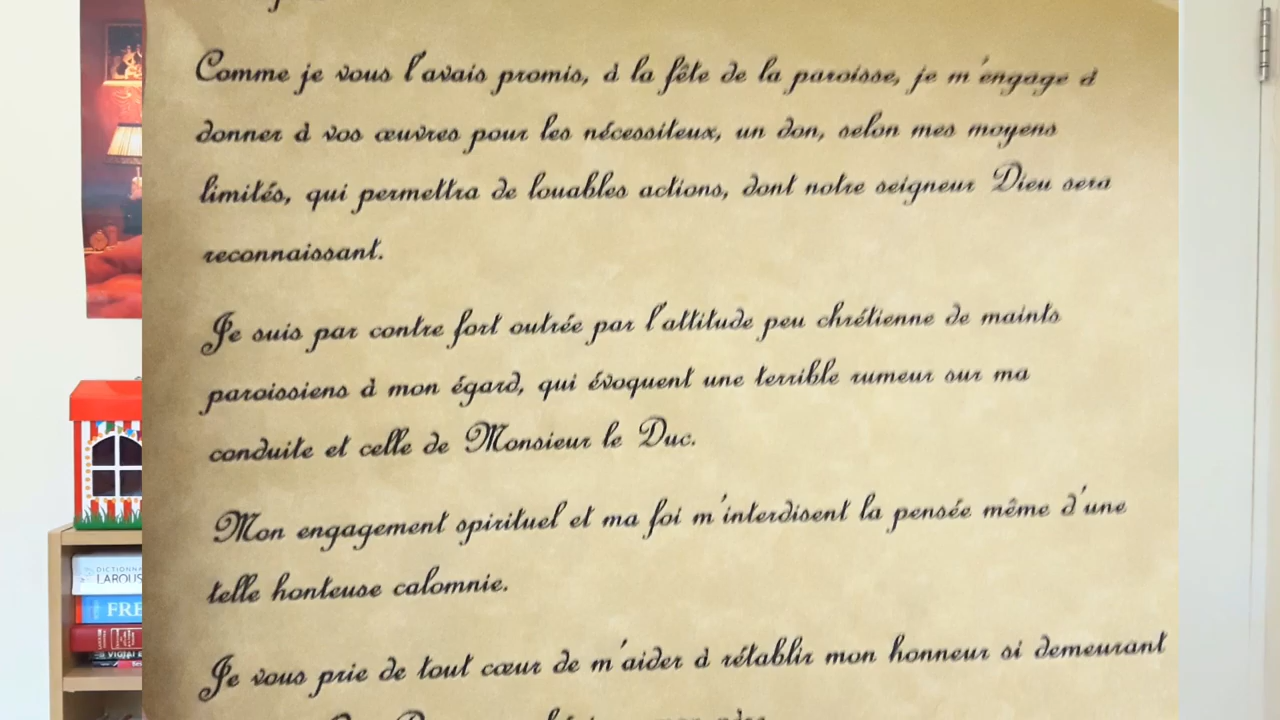 Comme je vous l'avais promis, à la fête de la paroisse, je m'engage à
donner à vos œuvres pour les nécessiteux, un don, selon mes moyens
limités, qui permettra de louables actions, dont notre seigneur Dieu sera
reconnaissant.
Je suis par contre fort outrée par l'attitude peu chrétienne de maints
paroissiens à mon égard, qui évoquent une terrible rumeur sur ma
conduite et celle de Monsieur le Duc.
Mon engagement spirituel et ma foi m'interdisent la pensée même d'une
telle honteuse calomnie.
Je vous prie de tout cœur de m'aider à rétablir mon honneur si demeurant
DICTIONNA
LAROUS
FRE